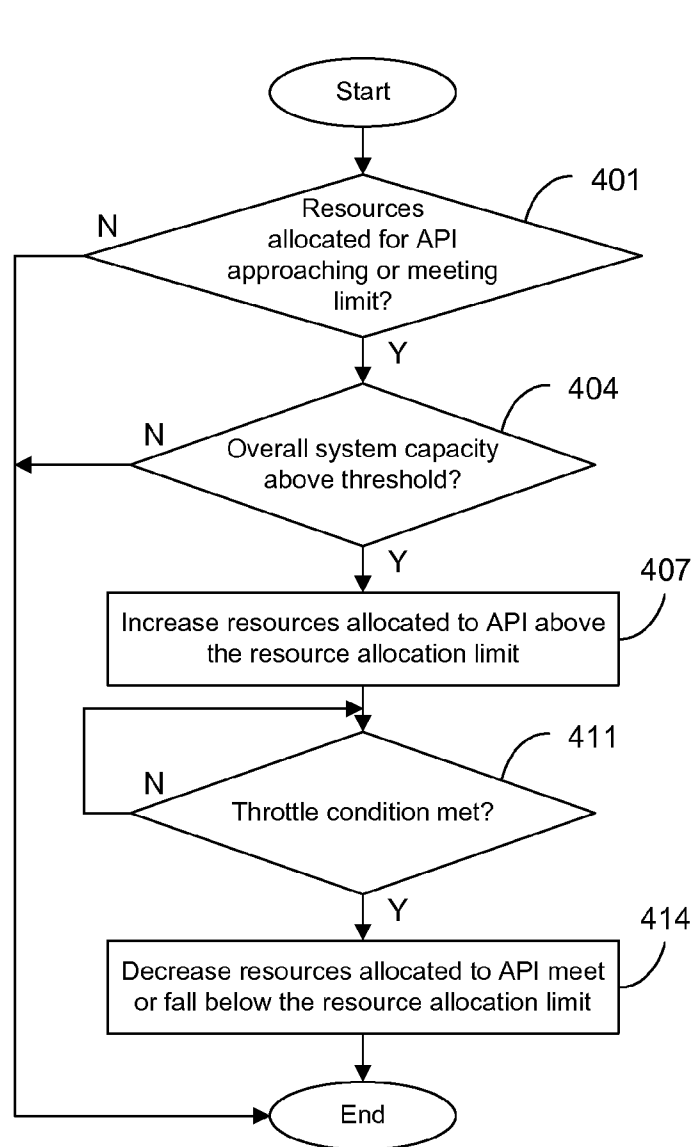 Start
401
Resources
allocated for API
approaching or meeting
limit?
N
Y
404
N
Overall system capacity
above threshold?
Y
407
Increase resources allocated to API above
the resource allocation limit
411
N
Throttle condition met?
Y
414
Decrease resources allocated to API meet
or fall below the resource allocation limit
End